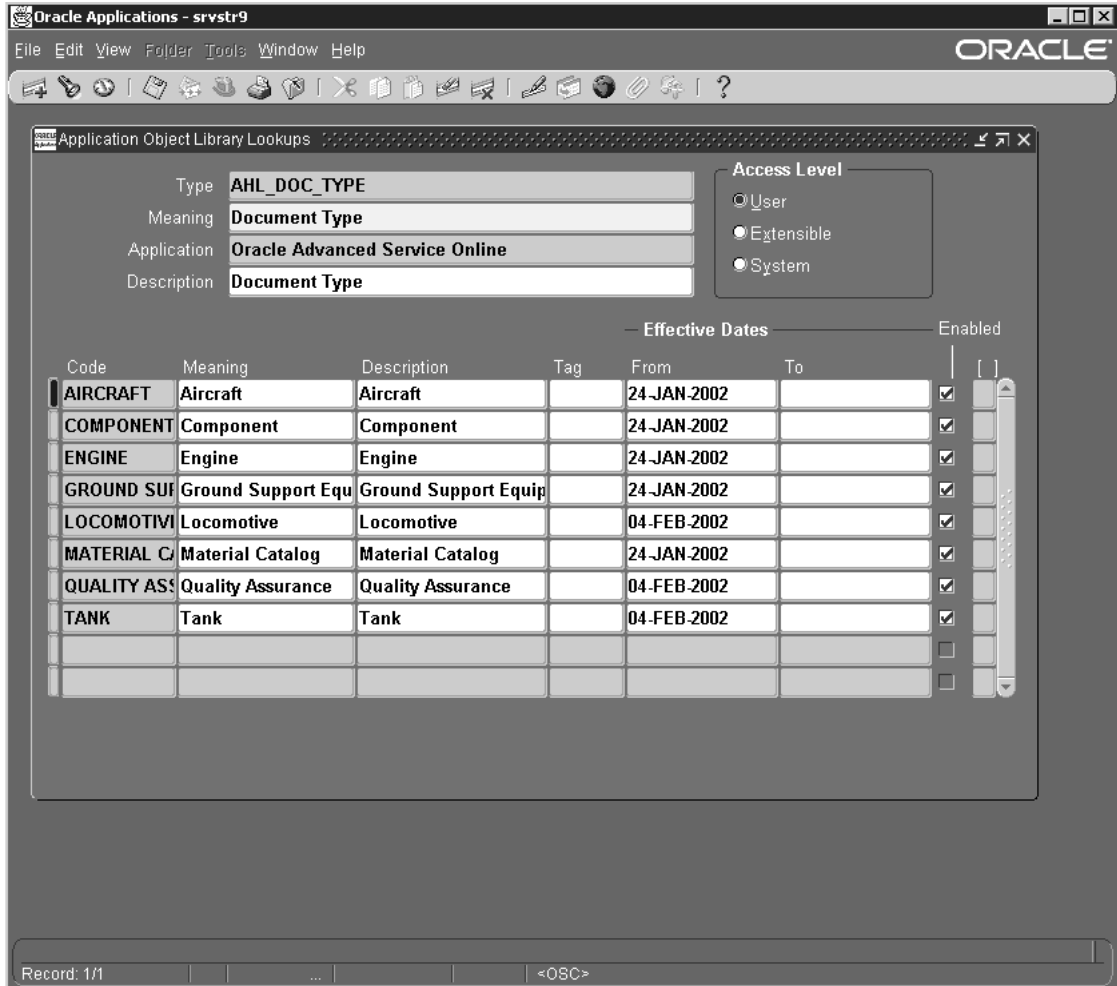 Oracle Applications - srvstr9
File Edit View Folder Tools Window Help
ORACLE
?
Application Object Library Lookups
Type AHL_DOC_TYPE
Meaning Document Type
Application Oracle Advanced Service Online
Description Document Type
Access Level
User
Extensible
System
Effective Dates Enabled
Code Meaning Description Tag From To [ ]
AIRCRAFT Aircraft Aircraft 24-JAN-2002
COMPONENT Component Component 24-JAN-2002
ENGINE Engine Engine 24-JAN-2002
GROUND SUP Ground Support Equ Ground Support Equip 24-JAN-2002
LOCOMOTIVE Locomotive Locomotive 04-FEB-2002
MATERIAL CA Material Catalog Material Catalog 24-JAN-2002
QUALITY ASS Quality Assurance Quality Assurance 04-FEB-2002
TANK Tank Tank 04-FEB-2002
Record: 1/1 ... <OSC>